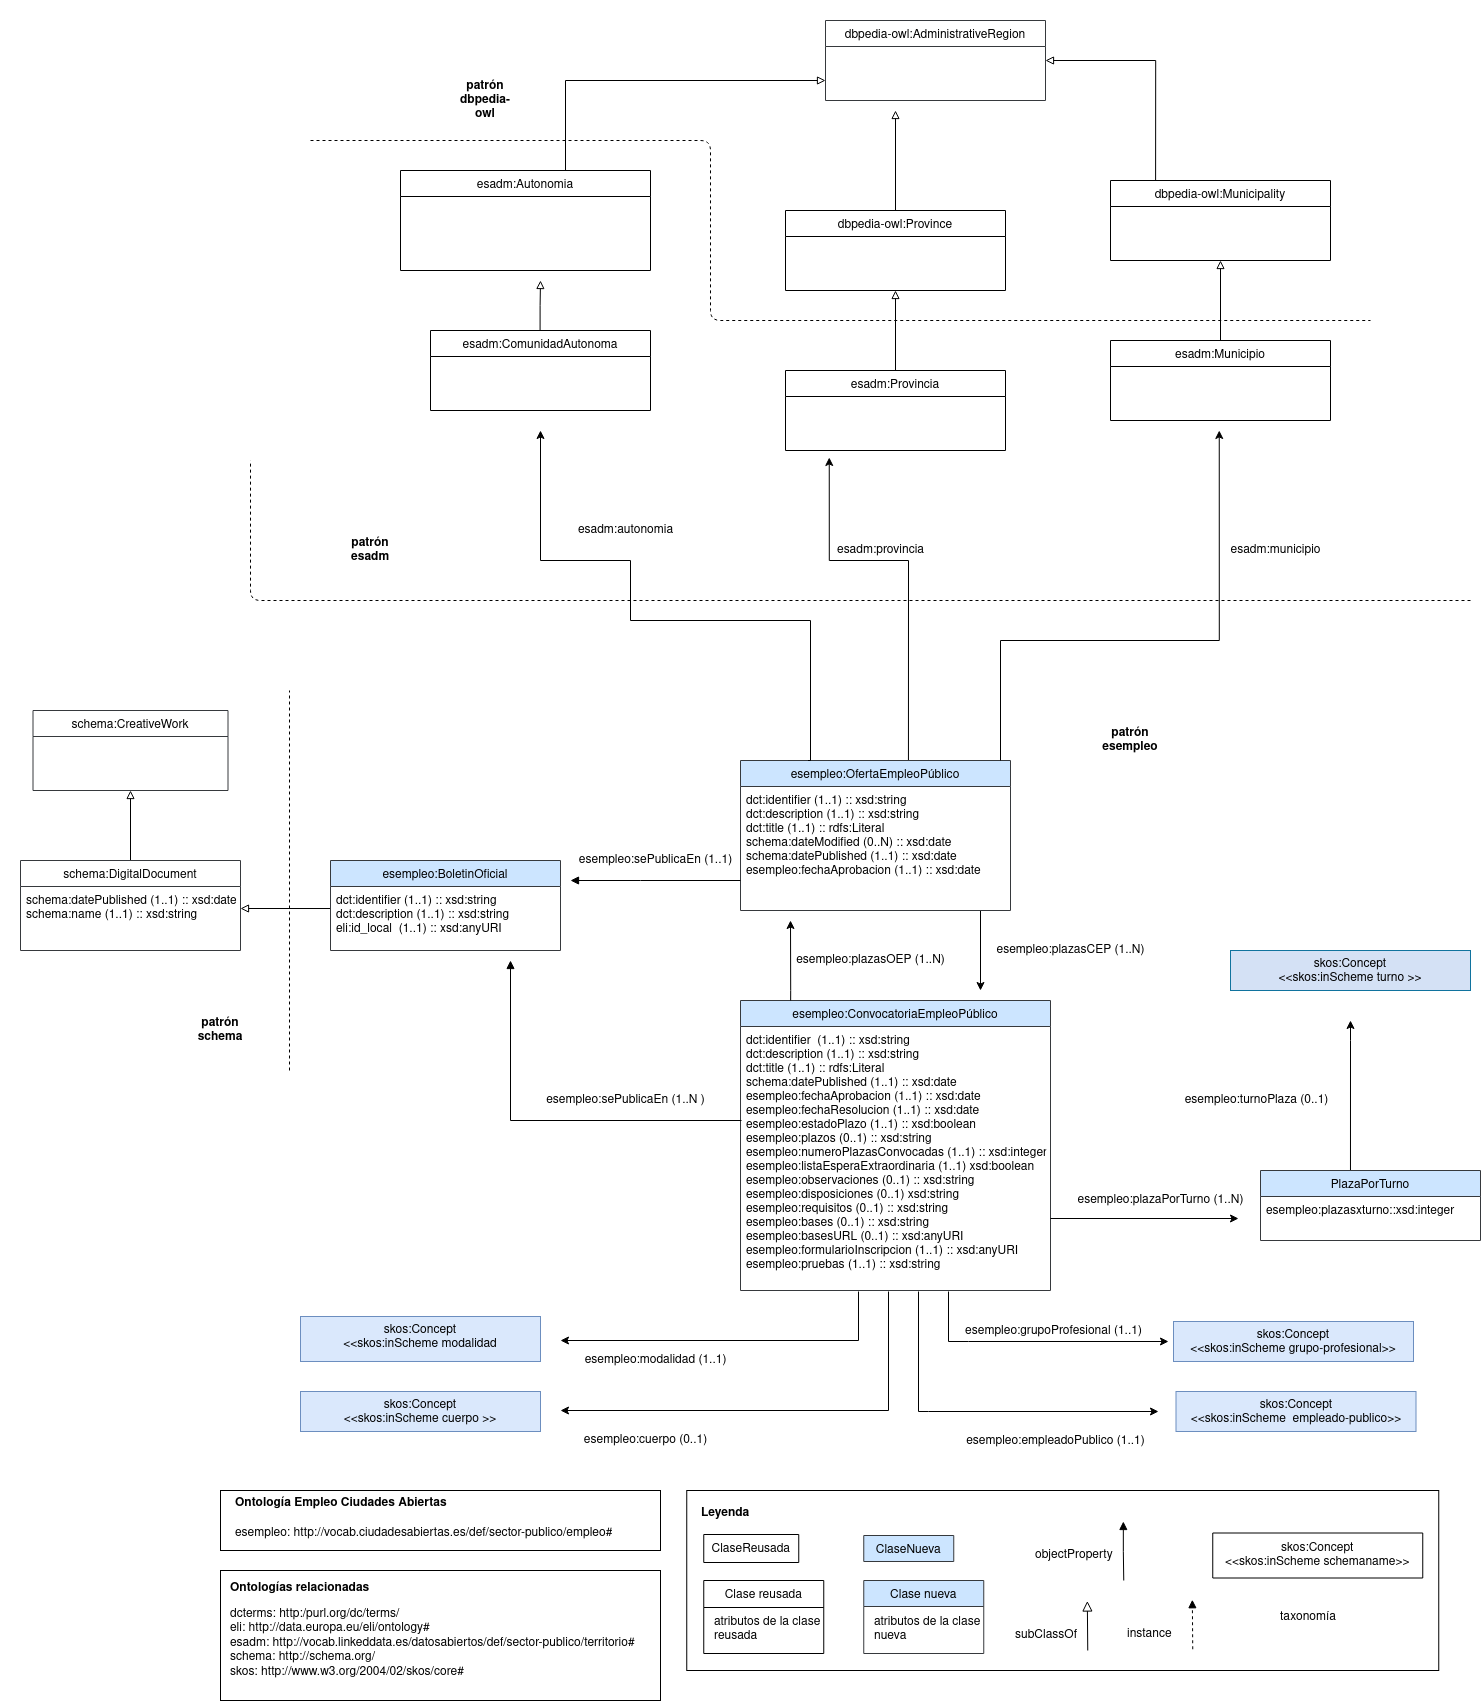 dbpedia-owl:AdministrativeRegion
patrón
dbpedia-
owl
esadm:Autonomia
dbpedia-owl:Municipality
dbpedia-owl:Province
esadm:ComunidadAutonoma
esadm:Municipio
esadm:Provincia
esadm:autonomia
patrón
esadm
esadm:provincia
esadm:municipio
schema:CreativeWork
patrón
esempleo
esempleo:OfertaEmpleoPúblico
dct:identifier (1..1) :: xsd:string
dct:description (1..1) :: xsd:string
dct:title (1..1) :: rdfs:Literal
schema:dateModified (0..N) :: xsd:date
schema:datePublished (1..1) :: xsd:date
esempleo:fechaAprobacion (1..1) :: xsd:date
esempleo:sePublicaEn (1..1)
schema:DigitalDocument
schema:datePublished (1..1) :: xsd:date
schema:name (1..1) :: xsd:string
esempleo:BoletinOficial
dct:identifier (1..1) :: xsd:string
dct:description (1..1) :: xsd:string
eli:id_local  (1..1) :: xsd:anyURI
esempleo:plazasOEP (1..N)
esempleo:plazasCEP (1..N)
skos:Concept
<<skos:inScheme turno >>
patrón
schema
esempleo:ConvocatoriaEmpleoPúblico
dct:identifier  (1..1) :: xsd:string
dct:description (1..1) :: xsd:string
dct:title (1..1) :: rdfs:Literal
schema:datePublished (1..1) :: xsd:date
esempleo:fechaAprobacion (1..1) :: xsd:date
esempleo:fechaResolucion (1..1) :: xsd:date
esempleo:estadoPlazo (1..1) :: xsd:boolean
esempleo:plazos (0..1) :: xsd:string
esempleo:numeroPlazasConvocadas (1..1) :: xsd:integer
esempleo:listaEsperaExtraordinaria (1..1) xsd:boolean
esempleo:observaciones (0..1) :: xsd:string
esempleo:disposiciones (0..1) xsd:string
esempleo:requisitos (0..1) :: xsd:string
esempleo:bases (0..1) :: xsd:string
esempleo:basesURL (0..1) :: xsd:anyURI
esempleo:formularioInscripcion (1..1) :: xsd:anyURI
esempleo:pruebas (1..1) :: xsd:string
esempleo:sePublicaEn (1..N )
esempleo:turnoPlaza (0..1)
PlazaPorTurno
esempleo:plazasxturno::xsd:integer
esempleo:plazaPorTurno (1..N)
skos:Concept
<<skos:inScheme modalidad
esempleo:modalidad (1..1)
esempleo:grupoProfesional (1..1)
skos:Concept
<<skos:inScheme grupo-profesional>>
skos:Concept
<<skos:inScheme cuerpo >>
esempleo:cuerpo (0..1)
esempleo:empleadoPublico (1..1)
skos:Concept
<<skos:inScheme  empleado-publico>>
Ontología Empleo Ciudades Abiertas
esempleo: http://vocab.ciudadesabiertas.es/def/sector-publico/empleo#
Ontologías relacionadas
dcterms: http:/purl.org/dc/terms/
eli: http://data.europa.eu/eli/ontology#
esadm: http://vocab.linkeddata.es/datosabiertos/def/sector-publico/territorio#
schema: http://schema.org/
skos: http://www.w3.org/2004/02/skos/core#
Leyenda
ClaseReusada
ClaseNueva
objectProperty
skos:Concept
<<skos:inScheme schemaname>>
Clase reusada
atributos de la clase
reusada
Clase nueva
atributos de la clase
nueva
subClassOf
instance
taxonomía